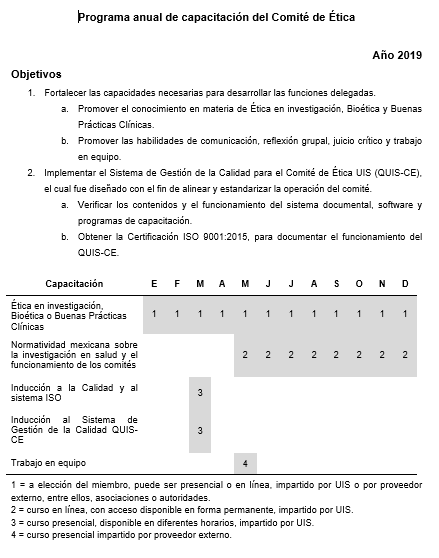 Programa anual de capacitación del Comité de Ética
Año 2019
Objetivos
1. Fortalecer las capacidades necesarias para desarrollar las funciones delegadas.
a. Promover el conocimiento en materia de Ética en investigación, Bioética y Buenas
Prácticas Clínicas.
b. Promover las habilidades de comunicación, reflexión grupal, juicio crítico y trabajo
en equipo.
2. Implementar el Sistema de Gestión de la Calidad para el Comité de Ética UIS (QUIS-CE),
el cual fue diseñado con el fin de alinear y estandarizar la operación del comité.
a. Verificar los contenidos y el funcionamiento del sistema documental, software y
programas de capacitación.
b. Obtener la Certificación ISO 9001:2015, para documentar el funcionamiento del
QUIS-CE.
Capacitación E F M A M J J A S O N D
Ética en investigación,
Bioética o Buenas Prácticas 1 1 1 1 1 1 1 1 1 1 1 1
Clínicas
Normatividad mexicana sobre
la investigación en salud y el 2 2 2 2 2 2 2 2
funcionamiento de los comités
Inducción a la Calidad y al 3
sistema ISO
Inducción al Sistema de
Gestión de la Calidad QUIS- 3
CE
Trabajo en equipo 4
1 = a elección del miembro, puede ser presencial o en línea, impartido por UIS o por proveedor
externo, entre ellos, asociaciones o autoridades.
2 = curso en línea, con acceso disponible en forma permanente, impartido por UIS.
3 = curso presencial, disponible en diferentes horarios, impartido por UIS.
4 = curso presencial impartido por proveedor externo.